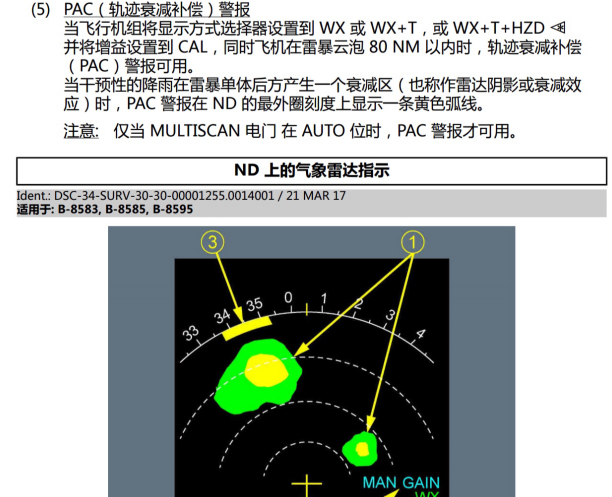 (5) PAC（轨迹衰减补偿）警报
当飞行机组将显示方式选择器设置到 WX 或 WX+T，或 WX+T+HZD
并将增益设置到 CAL，同时飞机在雷暴云泡 80 NM 以内时，轨迹衰减补偿
（PAC）警报可用。
当干预性的降雨在雷暴单体后方产生一个衰减区（也称作雷达阴影或衰减效
应）时，PAC 警报在 ND 的最外圈刻度上显示一条黄色弧线。
注意: 仅当 MULTISCAN 电门 在 AUTO 位时，PAC 警报才可用。
ND 上的气象雷达指示
Ident.: DSC-34-SURV-30-30-00001255.0014001 / 21 MAR 17
适用于: B-8583, B-8585, B-8595
3 1
33 34 35 0 1 2 3 4
MAN GAIN
WX